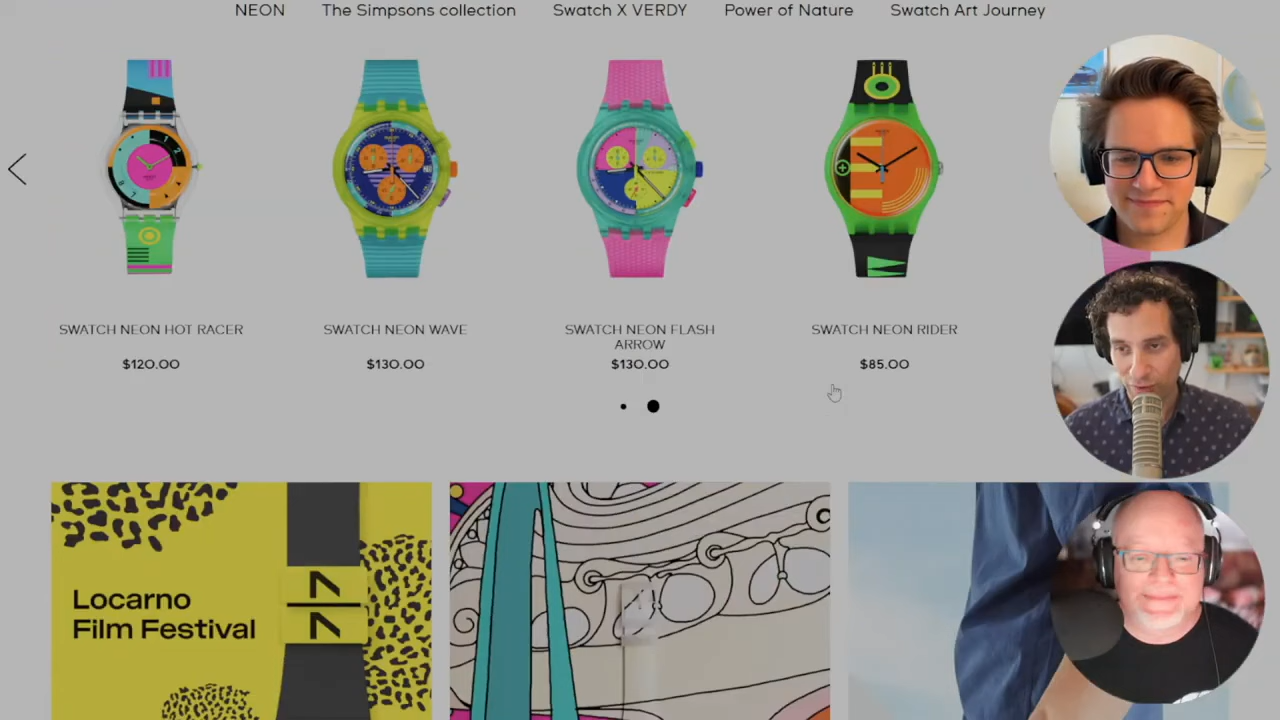 NEON
The Simpsons collection
Swatch X VERDY
Power of Nature
Swatch Art Journey
SWATCH NEON HOT RACER
$120.00
SWATCH NEON WAVE
$130.00
SWATCH NEON FLASH
ARROW
$130.00
SWATCH NEON RIDER
$85.00
Locarno
Film Festival
77